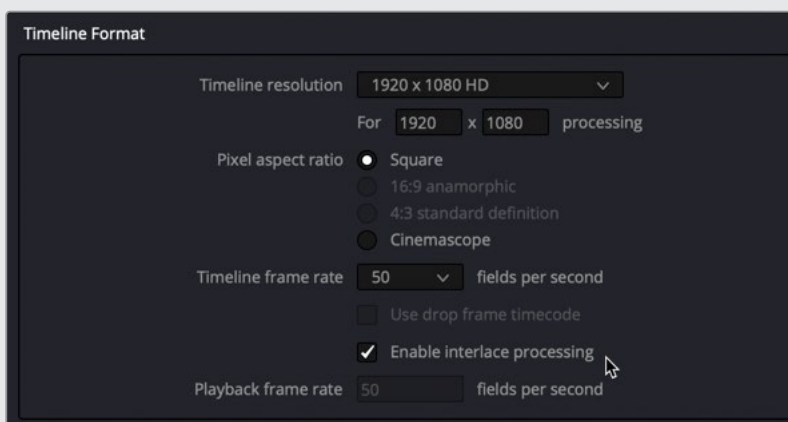 Timeline Format
Timeline resolution 1920 x 1080 HD
For 1920 x 1080 processing
Pixel aspect ratio Square
16:9 anamorphic
4:3 standard definition
Cinemascope
Timeline frame rate 50 fields per second
Use drop frame timecode
Enable interlace processing
Playback frame rate 50 fields per second